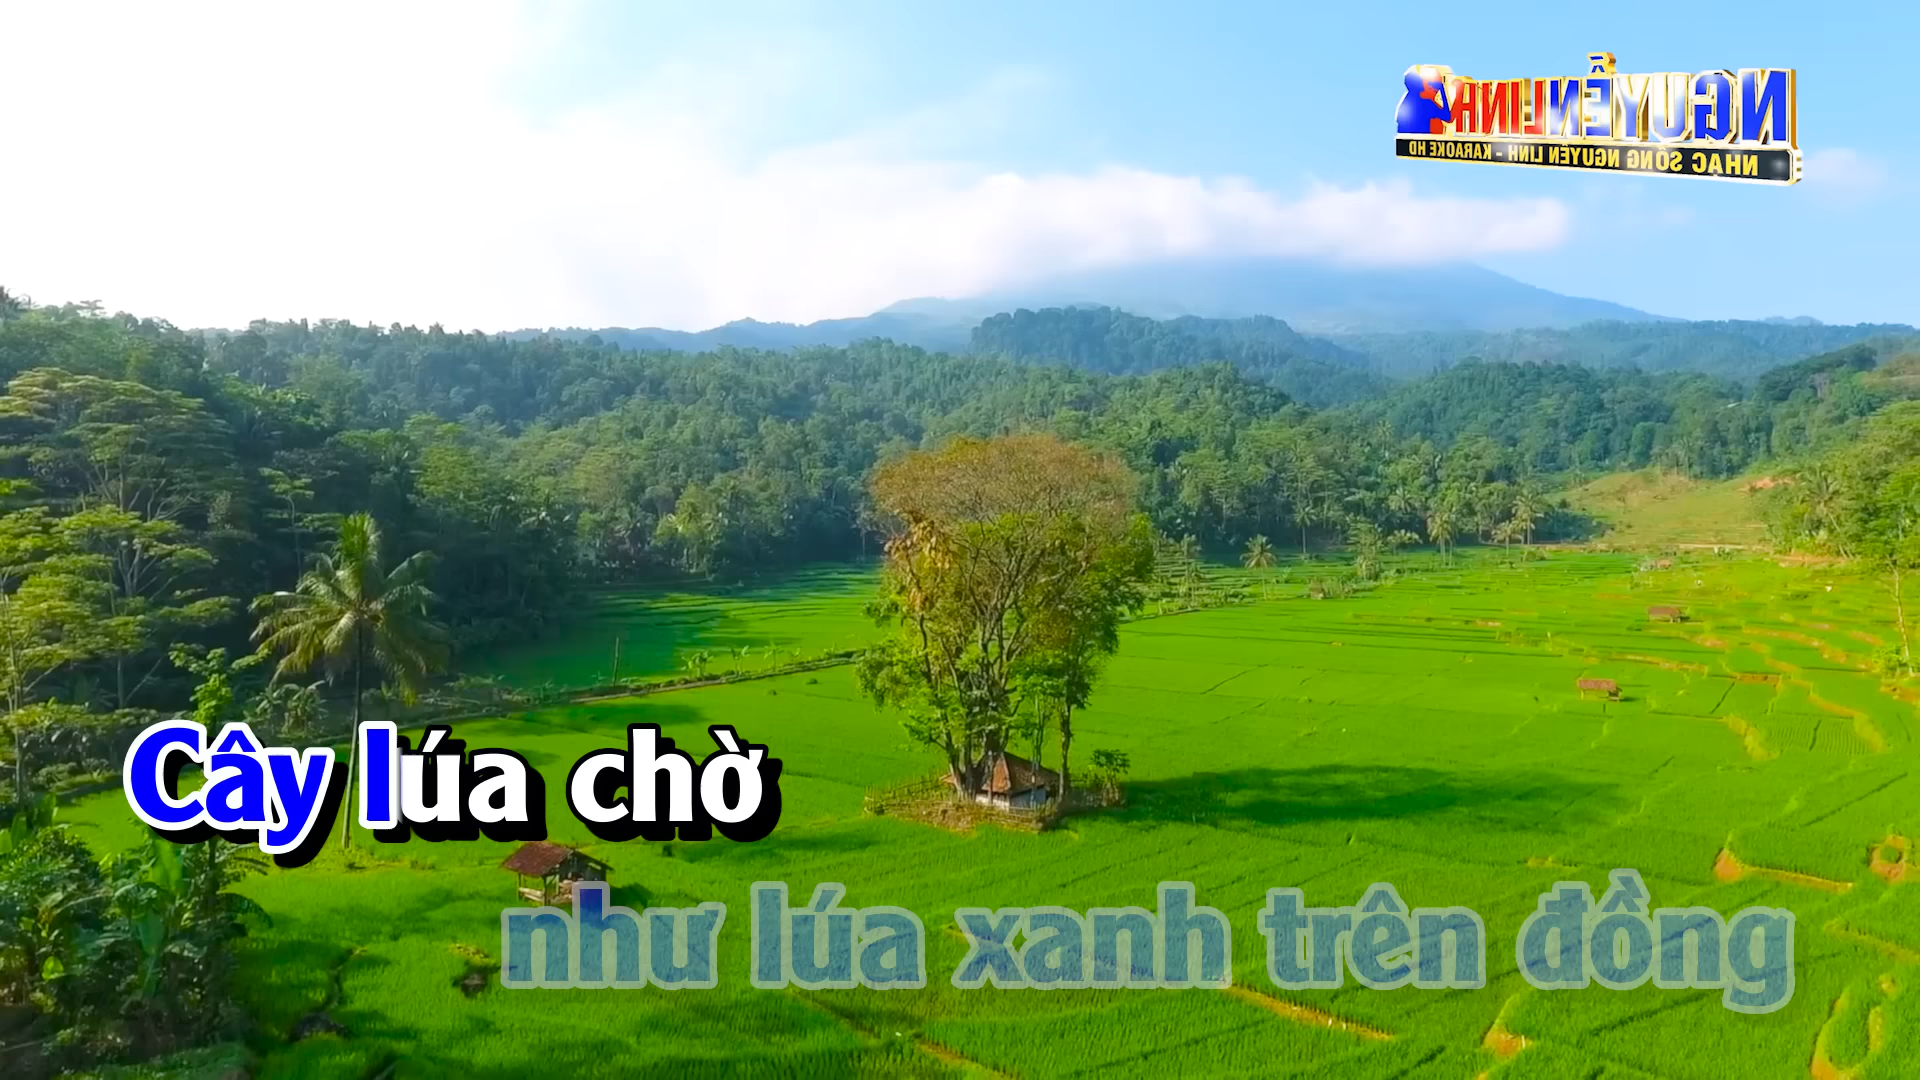 NGUYỄN LINH
NHẠC SỐNG NGUYỄN LINH - KARAOKE HD
Cây lúa chờ
như lúa xanh trên đồng